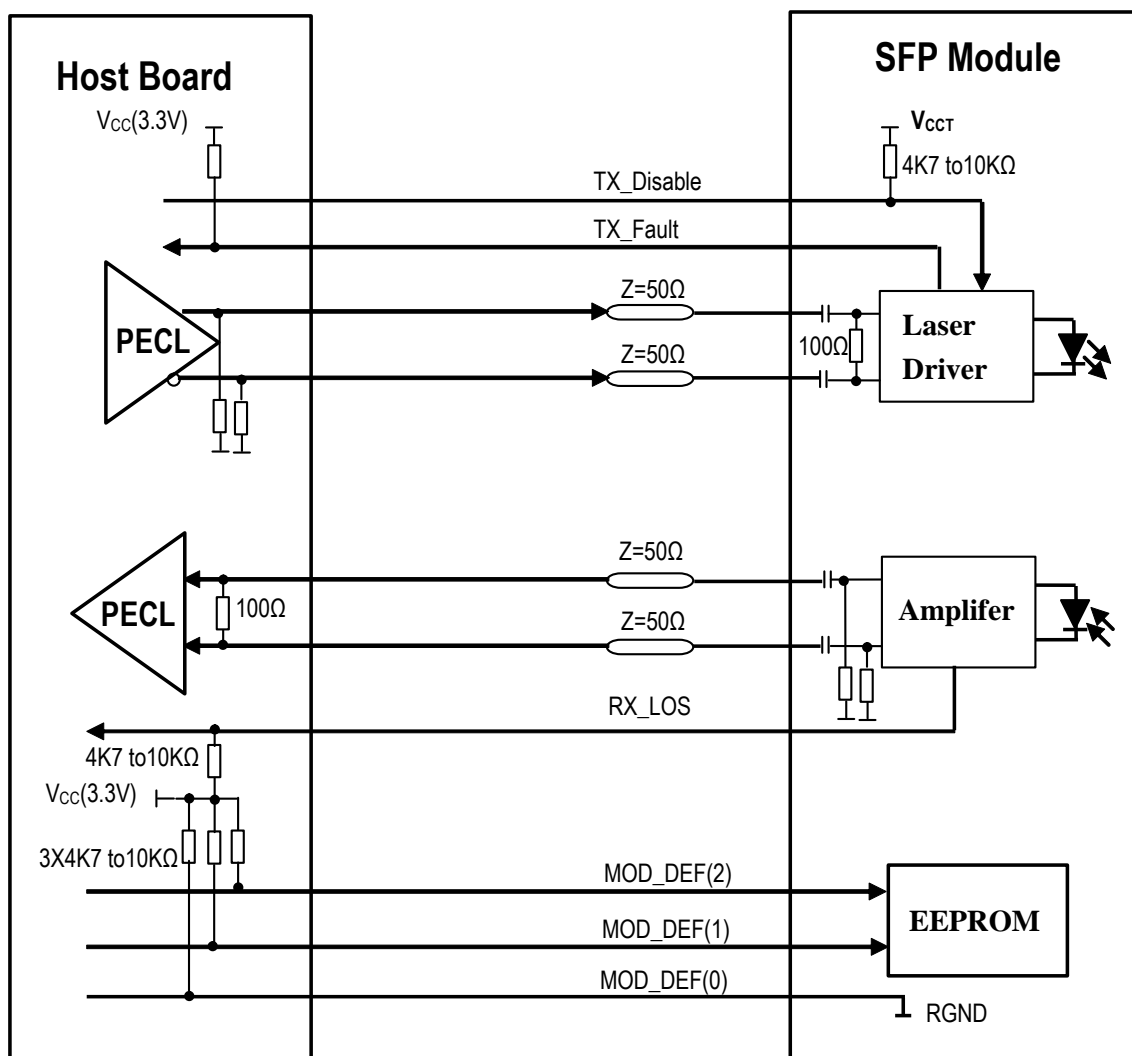 Host Board
SFP Module
VCC(3.3V)
VCCT
4K7 to10KΩ
TX_Disable
TX_Fault
Z=50Ω
PECL
100Ω
Laser
Driver
Z=50Ω
Z=50Ω
PECL
100Ω
Amplifer
Z=50Ω
RX_LOS
4K7 to10KΩ
VCC(3.3V)
3X4K7 to10KΩ
MOD_DEF(2)
EEPROM
MOD_DEF(1)
MOD_DEF(0)
RGND